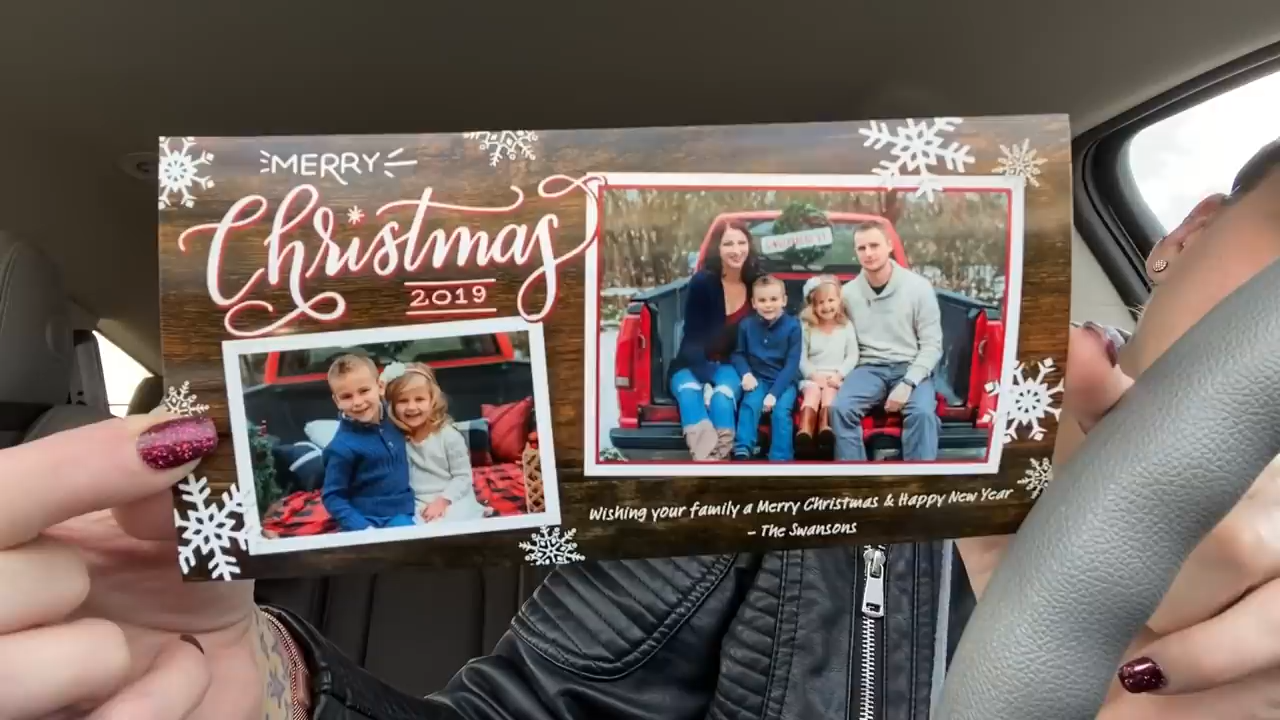 MERRY
Christmas
2019
Wishing your family a Merry Christmas & Happy New Year
– The Swansons